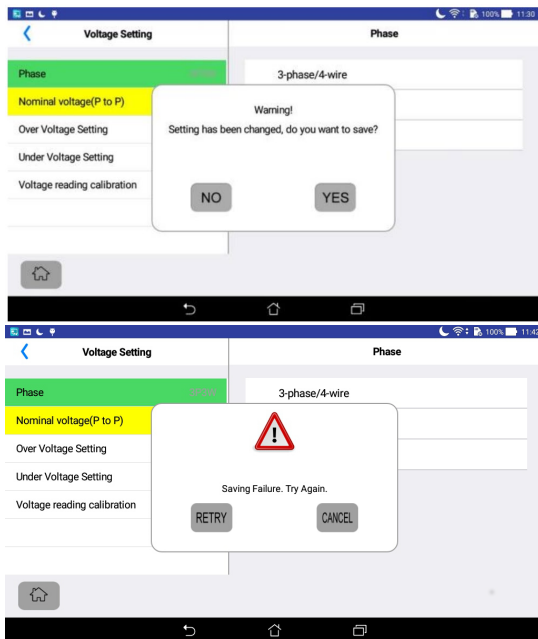 100% 11:30
Voltage Setting
Phase
Phase
3-phase/4-wire
Nominal voltage(P to P)
Over Voltage Setting
Under Voltage Setting
Voltage reading calibration
Warning!
Setting has been changed, do you want to save?
NO
YES
100% 11:42
Voltage Setting
Phase
Phase
3-phase/4-wire
Nominal voltage(P to P)
Over Voltage Setting
Under Voltage Setting
Voltage reading calibration
Saving Failure. Try Again.
RETRY
CANCEL